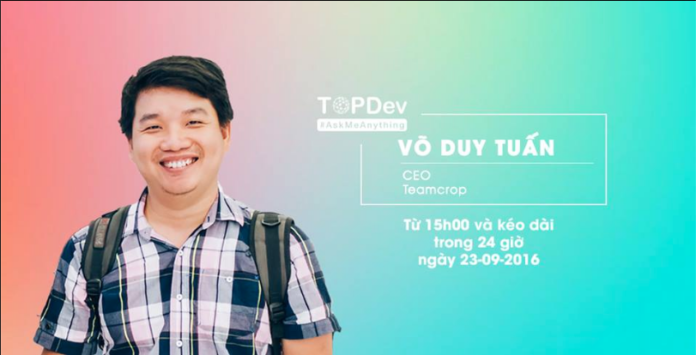 TOPDev
#AskMeAnything
VÕ DUY TUẤN
CEO
Teamcrop
Từ 15h00 và kéo dài
trong 24 giờ
ngày 23-09-2016